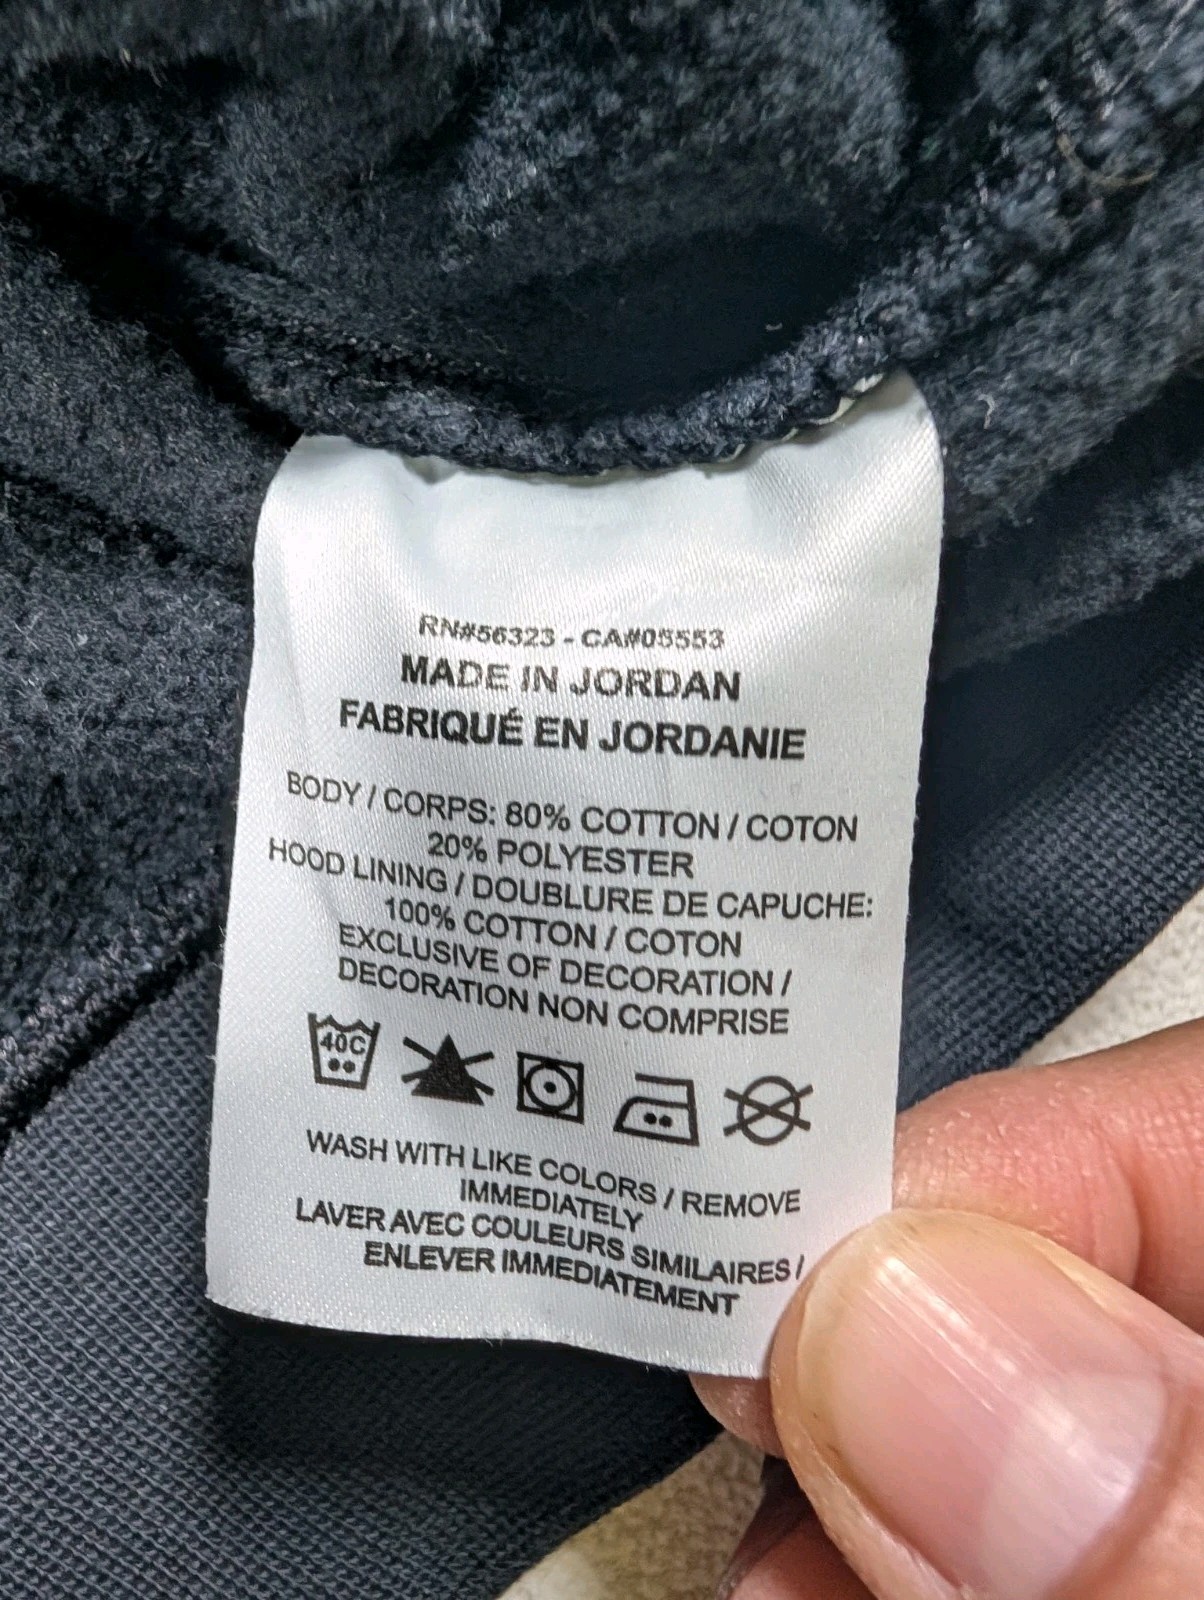 RN#56323 - CA#05553
MADE IN JORDAN
FABRIQUÉ EN JORDANIE
BODY / CORPS: 80% COTTON / COTON
20% POLYESTER
HOOD LINING / DOUBLURE DE CAPUCHE:
100% COTTON / COTON
EXCLUSIVE OF DECORATION /
DECORATION NON COMPRISE
40C
WASH WITH LIKE COLORS / REMOVE
IMMEDIATELY
LAVER AVEC COULEURS SIMILAIRES /
ENLEVER IMMEDIATEMENT